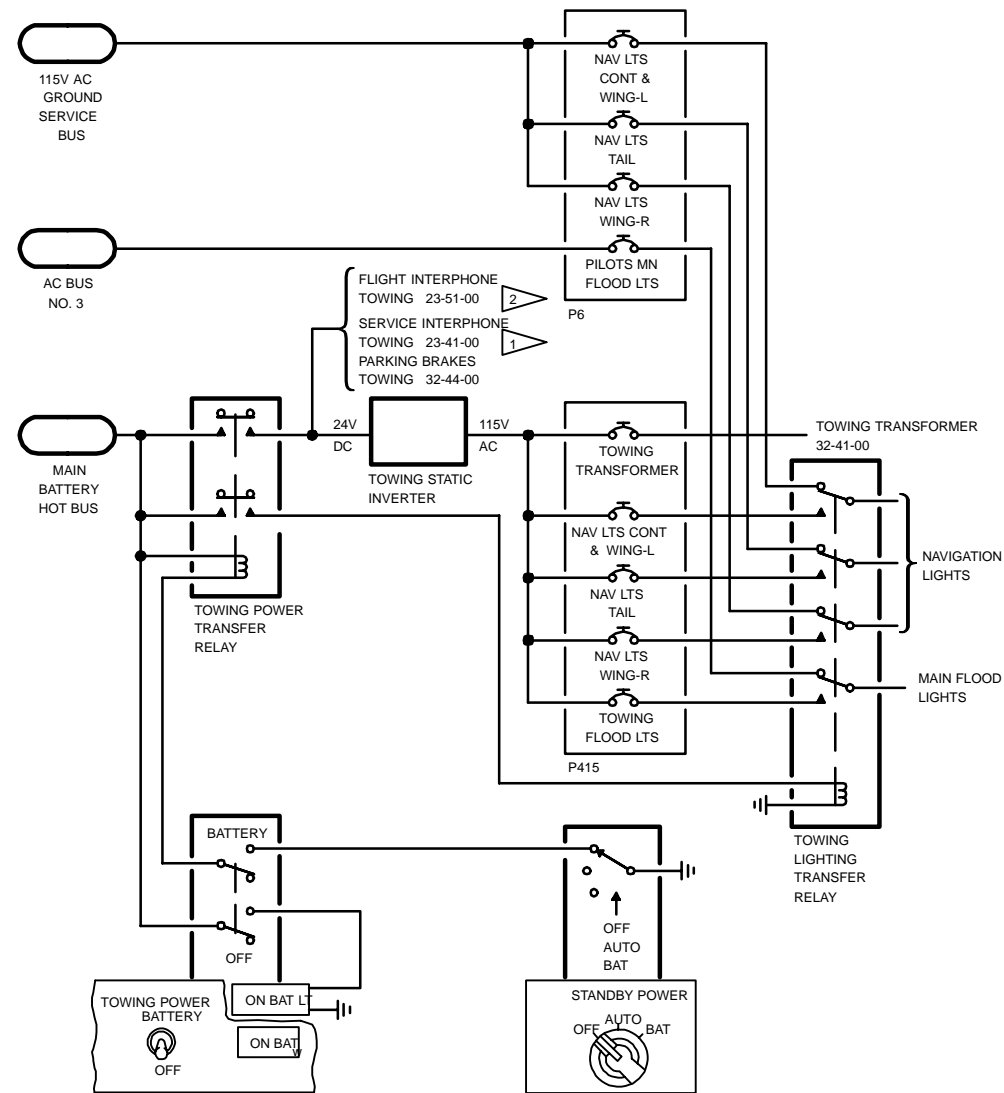 115V AC
GROUND
SERVICE
BUS
NAV LTS
CONT &
WING-L
NAV LTS
TAIL
NAV LTS
WING-R
AC BUS
NO. 3
PILOTS MN
FLOOD LTS
P6
FLIGHT INTERPHONE
TOWING 23-51-00
2
SERVICE INTERPHONE
TOWING 23-41-00
1
PARKING BRAKES
TOWING 32-44-00
MAIN
BATTERY
HOT BUS
24V
DC
115V
AC
TOWING STATIC
INVERTER
TOWING
TRANSFORMER
TOWING TRANSFORMER
32-41-00
NAV LTS CONT
& WING-L
NAV LTS
TAIL
NAV LTS
WING-R
TOWING
FLOOD LTS
P415
NAVIGATION
LIGHTS
MAIN FLOOD
LIGHTS
TOWING POWER
TRANSFER
RELAY
TOWING
LIGHTING
TRANSFER
RELAY
BATTERY
OFF
OFF
AUTO
BAT
TOWING POWER
BATTERY
OFF
ON BAT LT
ON BAT
W
STANDBY POWER
OFF
AUTO
BAT